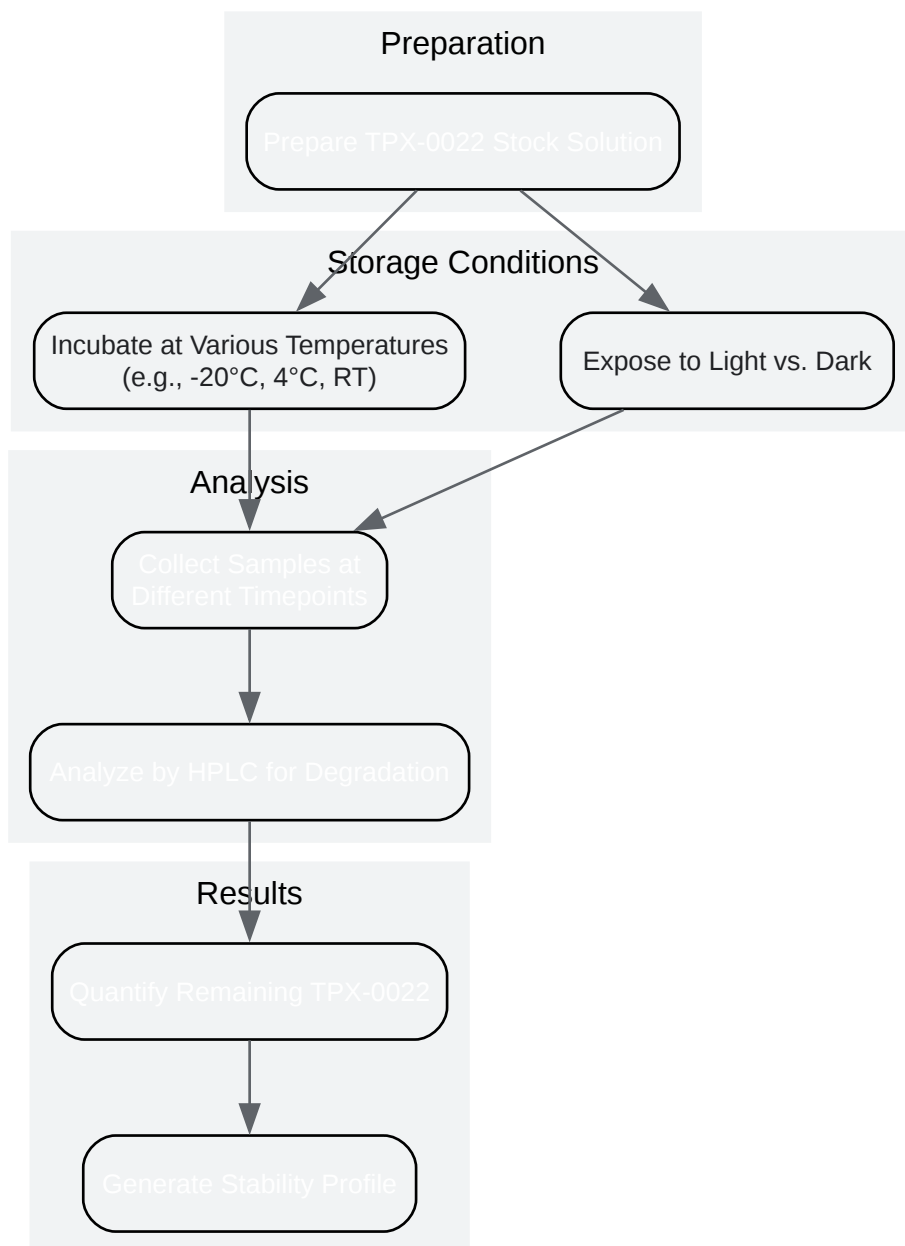 Preparation
Prepare TPX-0022 Stock Solution
Storage Conditions
Incubate at Various Temperatures
(e.g., -20°C, 4°C, RT)
Expose to Light vs. Dark
Analysis
Collect Samples at
Different Timepoints
Analyze by HPLC for Degradation
Results
Quantify Remaining TPX-0022
Generate Stability Profile